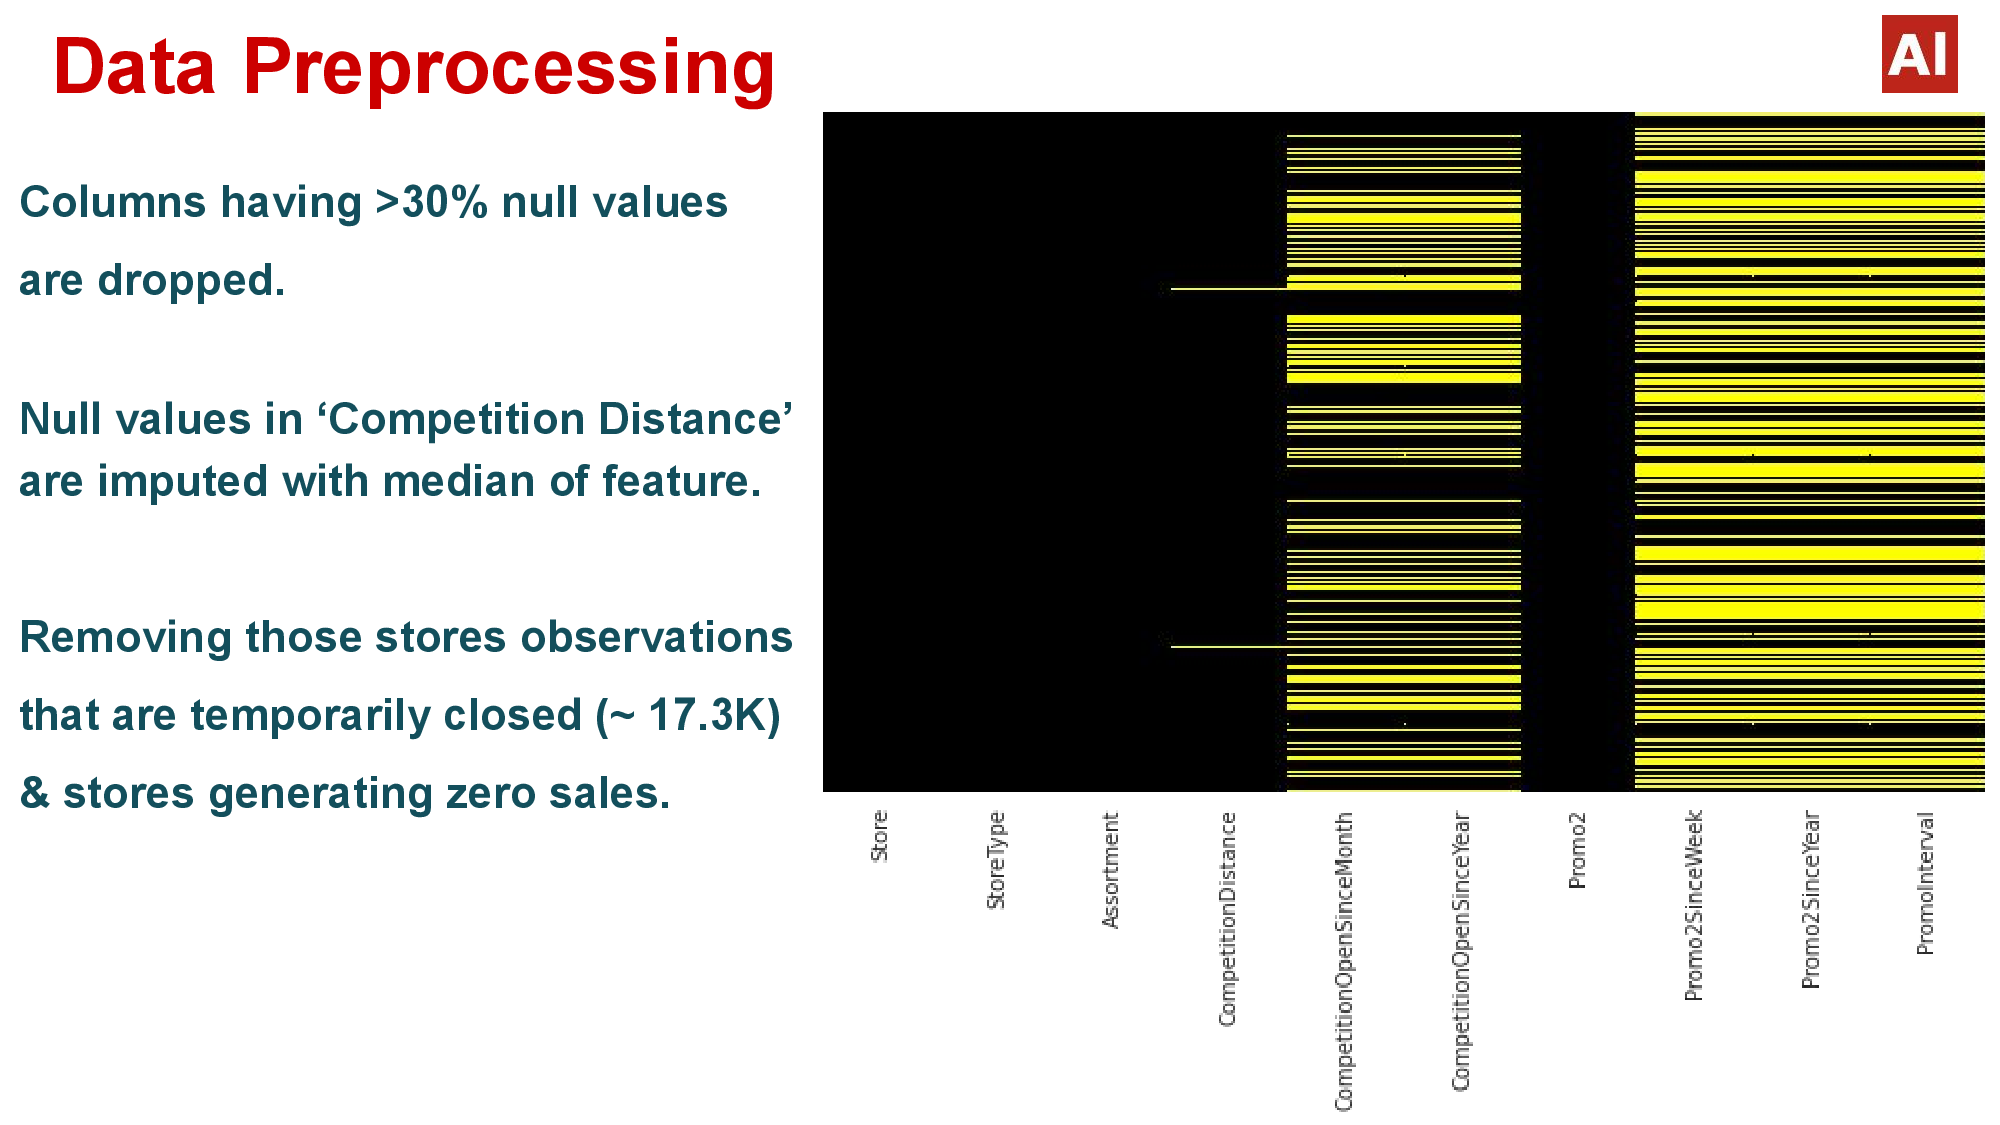 Data Preprocessing
AI
Columns having >30% null values
are dropped.
Null values in ‘Competition Distance’
are imputed with median of feature.
Removing those stores observations
that are temporarily closed (~ 17.3K)
& stores generating zero sales.
Store
StoreType
Assortment
CompetitionDistance
CompetitionOpenSinceMonth
CompetitionOpenSinceYear
Promo2
Promo2SinceWeek
Promo2SinceYear
PromoInterval